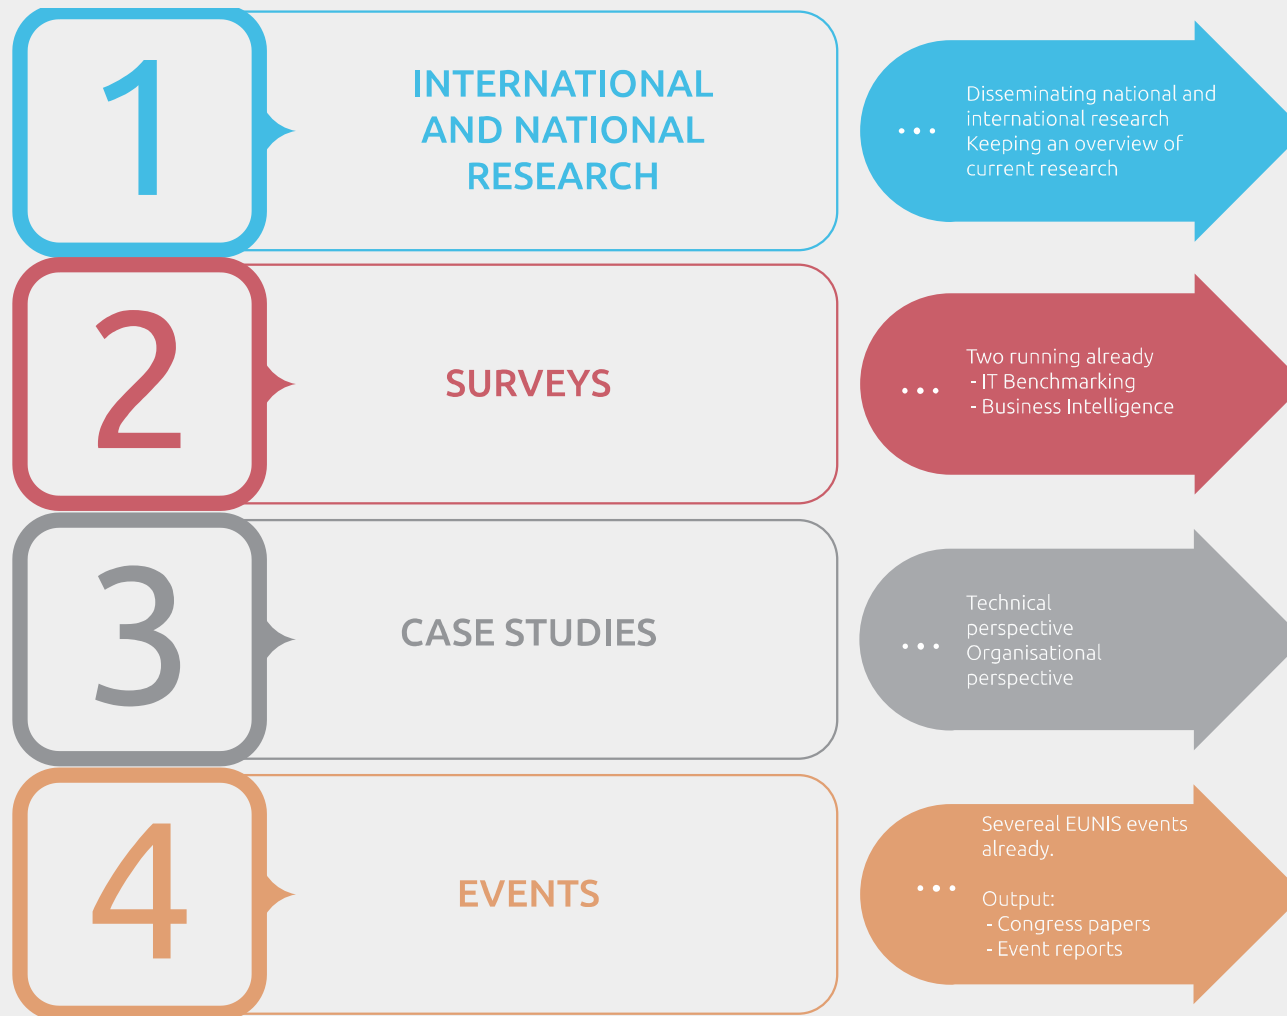 1
INTERNATIONAL
AND NATIONAL
RESEARCH
...
Disseminating national and
international research
Keeping an overview of
current research
2
SURVEYS
...
Two running already
- IT Benchmarking
- Business Intelligence
3
CASE STUDIES
...
Technical
perspective
Organisational
perspective
4
EVENTS
...
Severeal EUNIS events
already.
Output:
- Congress papers
- Event reports